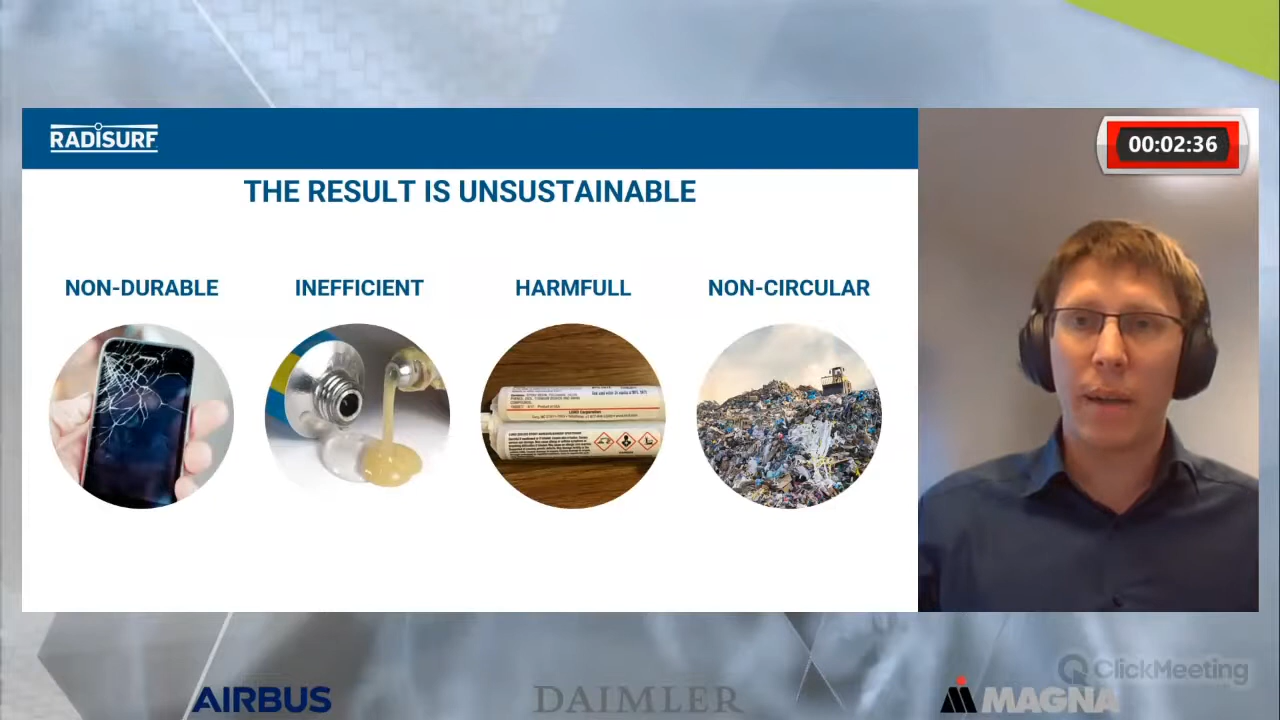 RADISURF
00:02:36
THE RESULT IS UNSUSTAINABLE
NON-DURABLE
INEFFICIENT
HARMFULL
NON-CIRCULAR
ClickMeeting
AIRBUS
DAIMLER
MAGNA